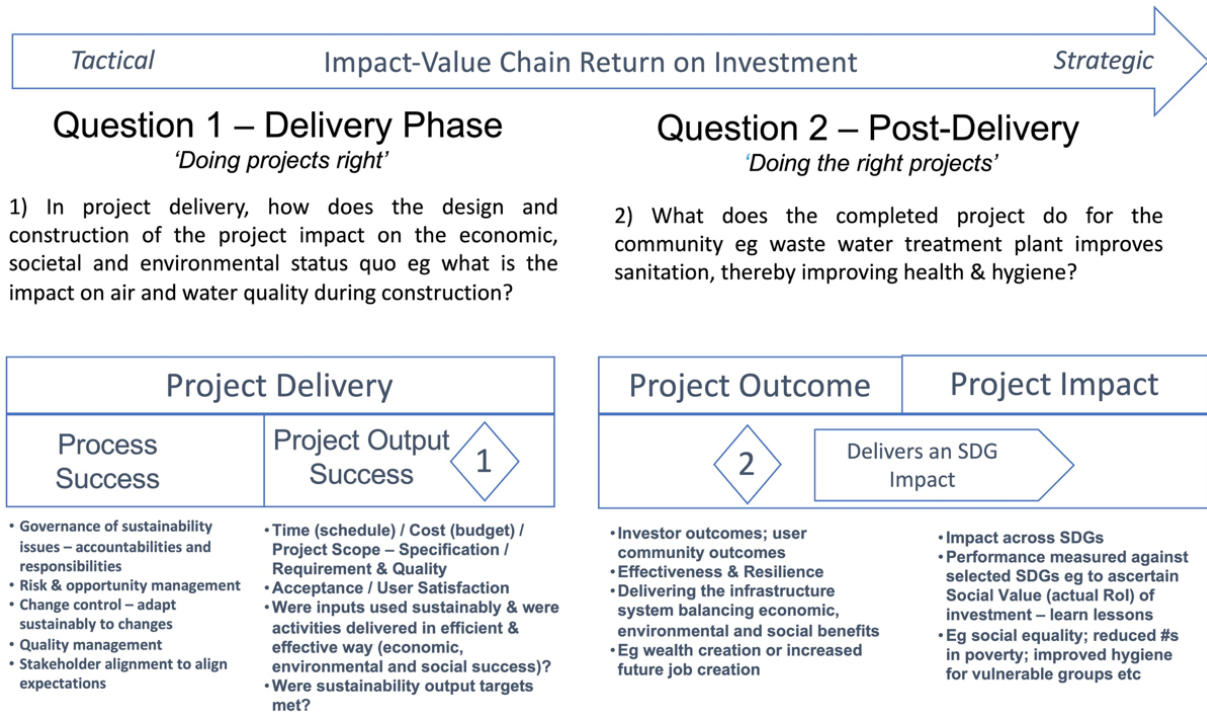 Tactical
Impact-Value Chain Return on Investment
Strategic
Question 1 – Delivery Phase
'Doing projects right'
1) In project delivery, how does the design and
construction of the project impact on the economic,
societal and environmental status quo eg what is the
impact on air and water quality during construction?
Question 2 – Post-Delivery
'Doing the right projects'
2) What does the completed project do for the
community eg waste water treatment plant improves
sanitation, thereby improving health & hygiene?
Project Delivery
Process
Success
Project Output
Success
1
• Governance of sustainability
issues – accountabilities and
responsibilities
• Risk & opportunity management
• Change control – adapt
sustainably to changes
• Quality management
• Stakeholder alignment to align
expectations
• Time (schedule) / Cost (budget) /
Project Scope – Specification /
Requirement & Quality
• Acceptance / User Satisfaction
• Were inputs used sustainably & were
activities delivered in efficient &
effective way (economic,
environmental and social success)?
• Were sustainability output targets
met?
Project Outcome
Project Impact
2
Delivers an SDG
Impact
• Investor outcomes; user
community outcomes
• Effectiveness & Resilience
• Delivering the infrastructure
system balancing economic,
environmental and social benefits
• Eg wealth creation or increased
future job creation
• Impact across SDGs
• Performance measured against
selected SDGs eg to ascertain
Social Value (actual RoI) of
investment – learn lessons
• Eg social equality; reduced #s
in poverty; improved hygiene
for vulnerable groups etc